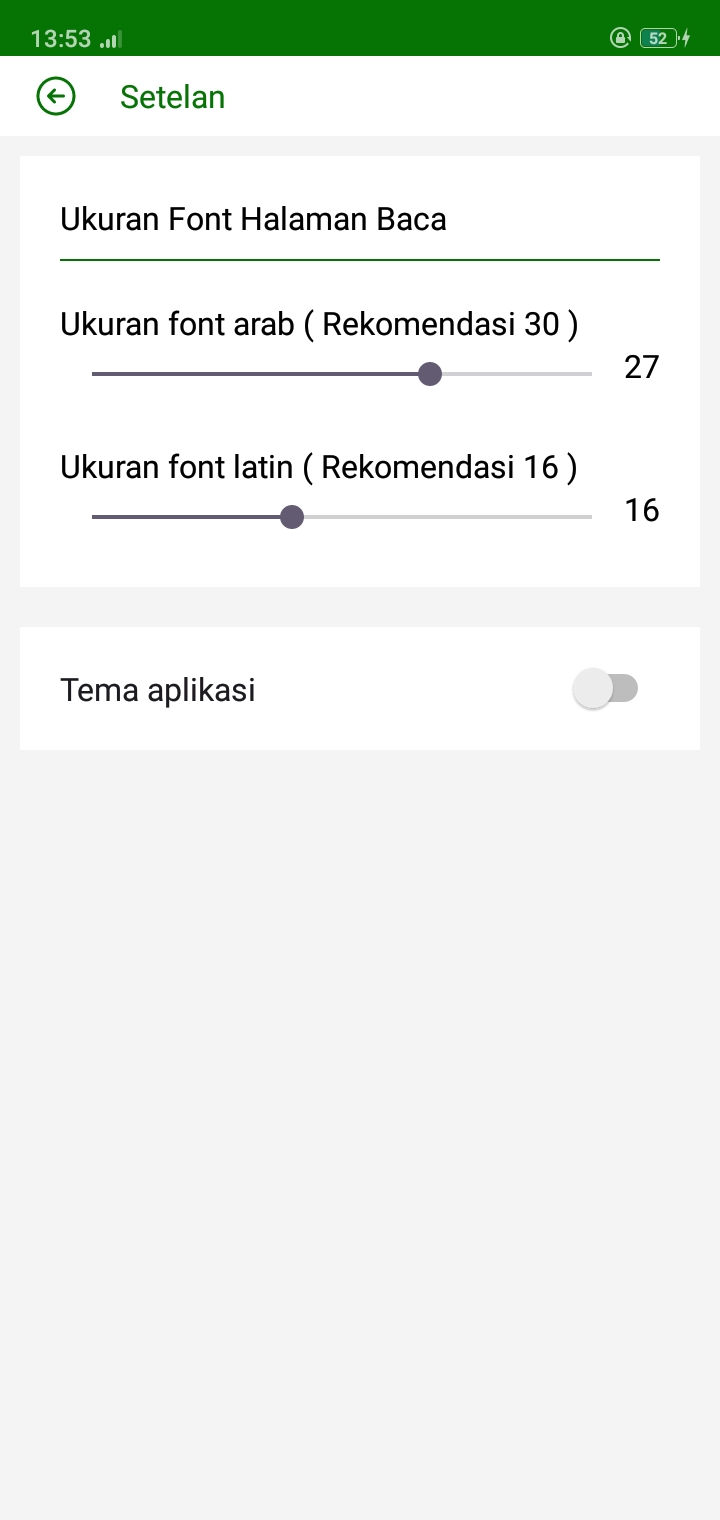 13:53
52
Setelan
Ukuran Font Halaman Baca
Ukuran font arab ( Rekomendasi 30 )
27
Ukuran font latin ( Rekomendasi 16 )
16
Tema aplikasi